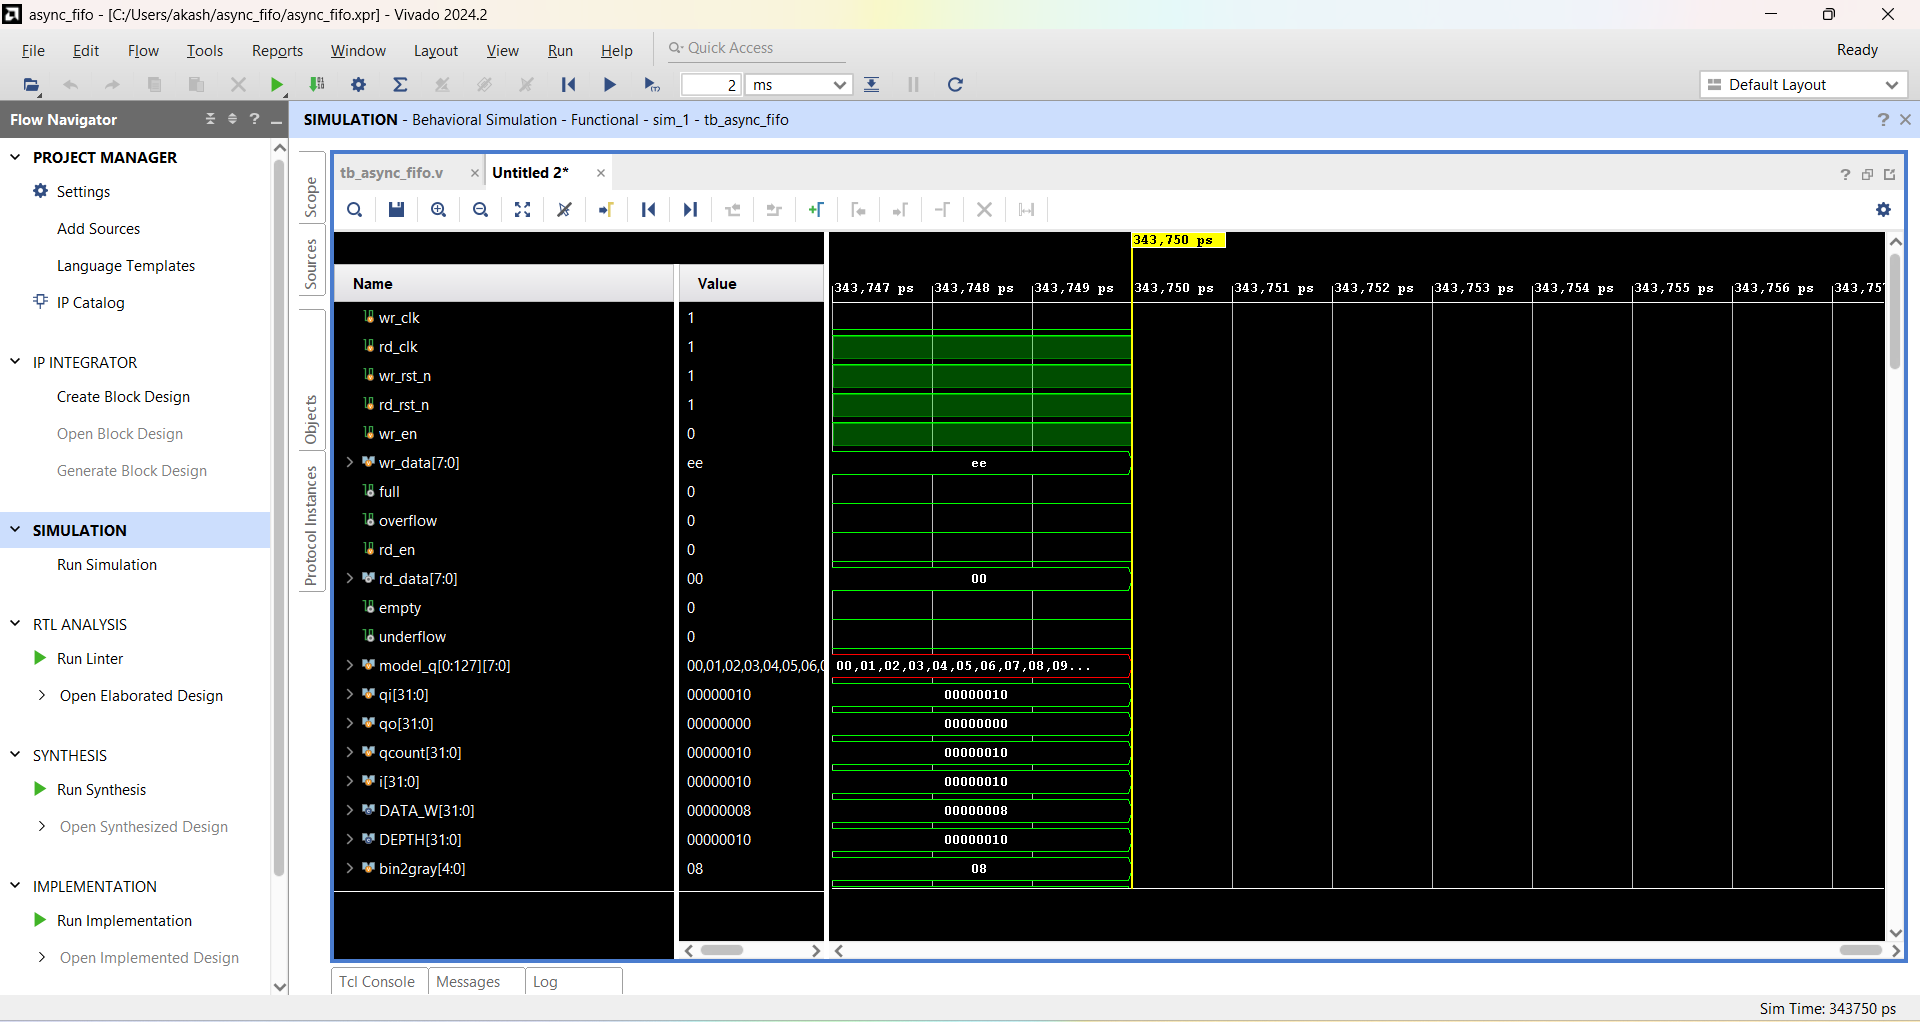 async_fifo - [C:/Users/akash/async_fifo/async_fifo.xpr] - Vivado 2024.2
File Edit Flow Tools Reports Window Layout View Run Help Quick Access
Ready
2 ms
Default Layout
Flow Navigator
SIMULATION - Behavioral Simulation - Functional - sim_1 - tb_async_fifo
PROJECT MANAGER
Settings
Add Sources
Language Templates
IP Catalog
IP INTEGRATOR
Create Block Design
Open Block Design
Generate Block Design
SIMULATION
Run Simulation
RTL ANALYSIS
Run Linter
Open Elaborated Design
SYNTHESIS
Run Synthesis
Open Synthesized Design
IMPLEMENTATION
Run Implementation
Open Implemented Design
Scope
Sources
Objects
Protocol Instances
tb_async_fifo.v
Untitled 2*
343,750 ps
Name Value
343,747 ps 343,748 ps 343,749 ps 343,750 ps 343,751 ps 343,752 ps 343,753 ps 343,754 ps 343,755 ps 343,756 ps 343,757
wr_clk 1
rd_clk 1
wr_rst_n 1
rd_rst_n 1
wr_en 0
wr_data[7:0] ee ee
full 0
overflow 0
rd_en 0
rd_data[7:0] 00 00
empty 0
underflow 0
model_q[0:127][7:0] 00,01,02,03,04,05,06,0 00,01,02,03,04,05,06,07,08,09...
qi[31:0] 00000010 00000010
qo[31:0] 00000000 00000000
qcount[31:0] 00000010 00000010
i[31:0] 00000010 00000010
DATA_W[31:0] 00000008 00000008
DEPTH[31:0] 00000010 00000010
bin2gray[4:0] 08 08
Tcl Console Messages Log
Sim Time: 343750 ps